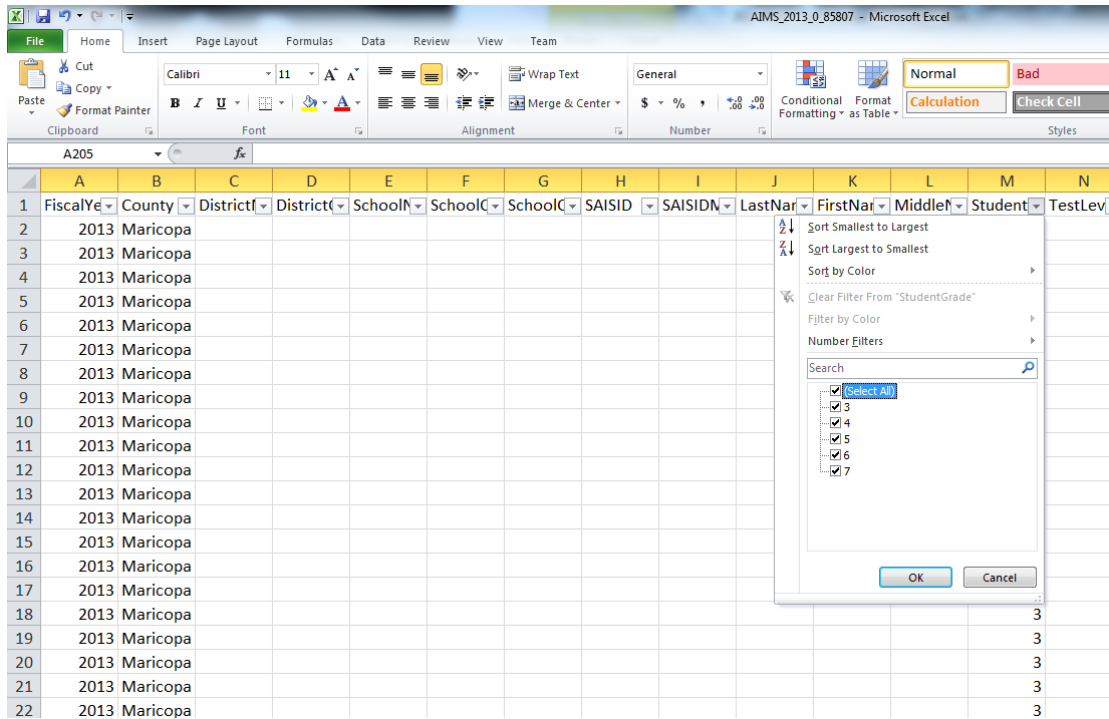 AIMS_2013_0_85807 - Microsoft Excel
File Home Insert Page Layout Formulas Data Review View Team
Paste
Cut
Copy
Format Painter
Clipboard
Calibri 11 A A
B I U A
Font
Wrap Text
Merge & Center
Alignment
General
$ % , .0 .00 .00 .0
Number
Conditional Formatting
Format as Table
Normal Bad
Calculation Check Cell
Styles
A205 fx
A B C D E F G H I J K L M N
1 FiscalYe County District District SchoolN School School SAISID SAISIDM LastNar FirstNar Middle Student TestLev
2 2013 Maricopa
3 2013 Maricopa
4 2013 Maricopa
5 2013 Maricopa
6 2013 Maricopa
7 2013 Maricopa
8 2013 Maricopa
9 2013 Maricopa
10 2013 Maricopa
11 2013 Maricopa
12 2013 Maricopa
13 2013 Maricopa
14 2013 Maricopa
15 2013 Maricopa
16 2013 Maricopa
17 2013 Maricopa
18 2013 Maricopa 3
19 2013 Maricopa 3
20 2013 Maricopa 3
21 2013 Maricopa 3
22 2013 Maricopa 3
Sort Smallest to Largest
Sort Largest to Smallest
Sort by Color
Clear Filter From "StudentGrade"
Filter by Color
Number Filters
Search
(Select All)
3
4
5
6
7
OK Cancel